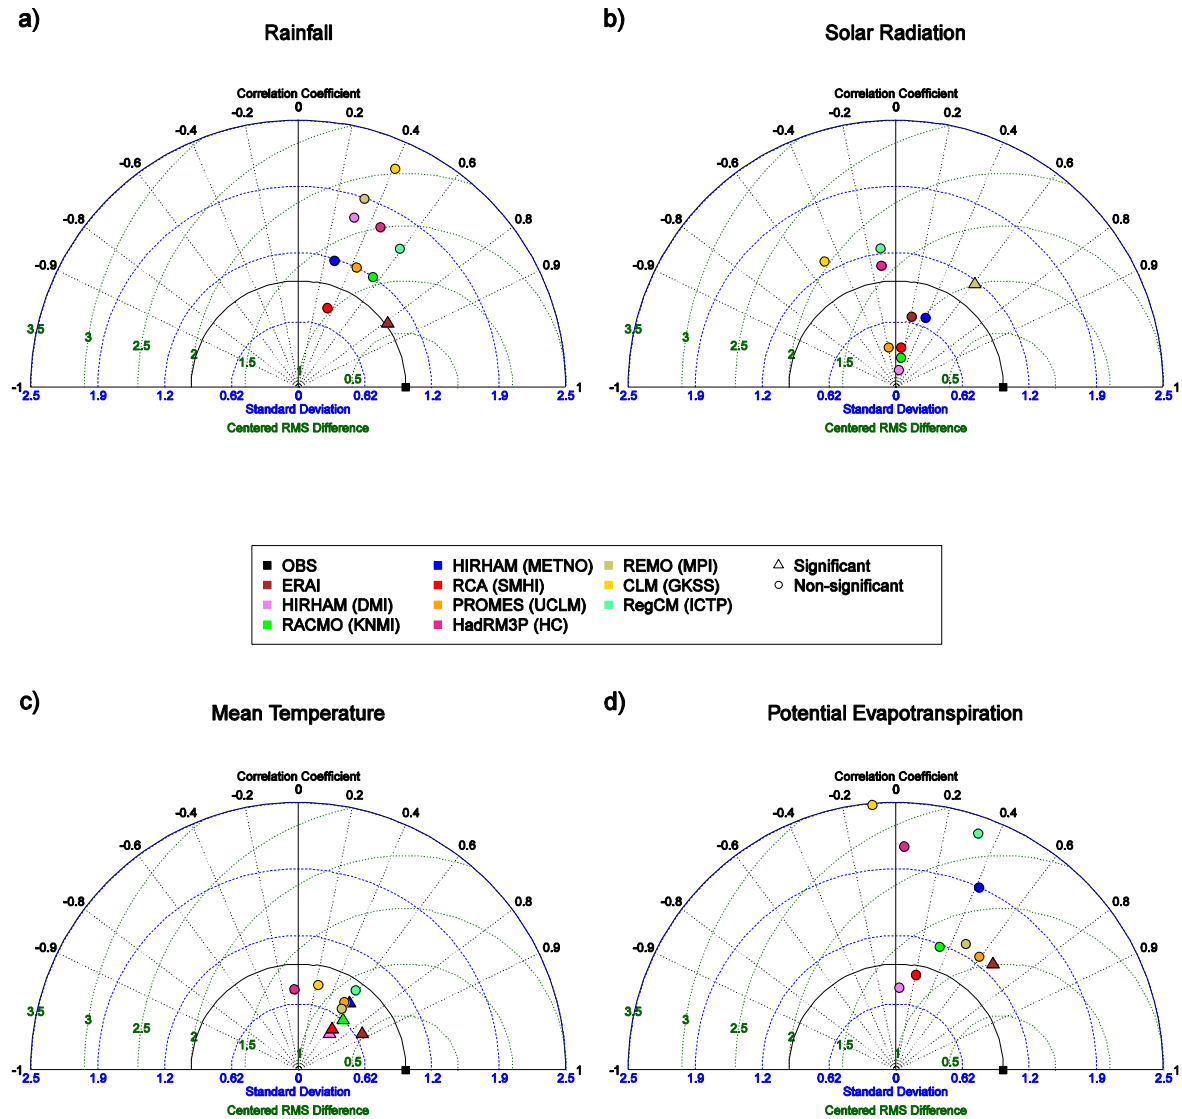 a)
Rainfall
Correlation Coefficient
-1 -0.9 -0.8 -0.6 -0.4 -0.2 0 0.2 0.4 0.6 0.8 0.9 1
3.5 3 2.5 2 1.5 1 0.5
2.5 1.9 1.2 0.62 0 0.62 1.2 1.9 2.5
Standard Deviation
Centered RMS Difference
b)
Solar Radiation
Correlation Coefficient
-1 -0.9 -0.8 -0.6 -0.4 -0.2 0 0.2 0.4 0.6 0.8 0.9 1
3.5 3 2.5 2 1.5 1 0.5
2.5 1.9 1.2 0.62 0 0.62 1.2 1.9 2.5
Standard Deviation
Centered RMS Difference
OBS HIRHAM (METNO) REMO (MPI) Significant
ERAI RCA (SMHI) CLM (GKSS) Non-significant
HIRHAM (DMI) PROMES (UCLM) RegCM (ICTP)
RACMO (KNMI) HadRM3P (HC)
c)
Mean Temperature
Correlation Coefficient
-1 -0.9 -0.8 -0.6 -0.4 -0.2 0 0.2 0.4 0.6 0.8 0.9 1
3.5 3 2.5 2 1.5 1 0.5
2.5 1.9 1.2 0.62 0 0.62 1.2 1.9 2.5
Standard Deviation
Centered RMS Difference
d)
Potential Evapotranspiration
Correlation Coefficient
-1 -0.9 -0.8 -0.6 -0.4 -0.2 0 0.2 0.4 0.6 0.8 0.9 1
3.5 3 2.5 2 1.5 1 0.5
2.5 1.9 1.2 0.62 0 0.62 1.2 1.9 2.5
Standard Deviation
Centered RMS Difference